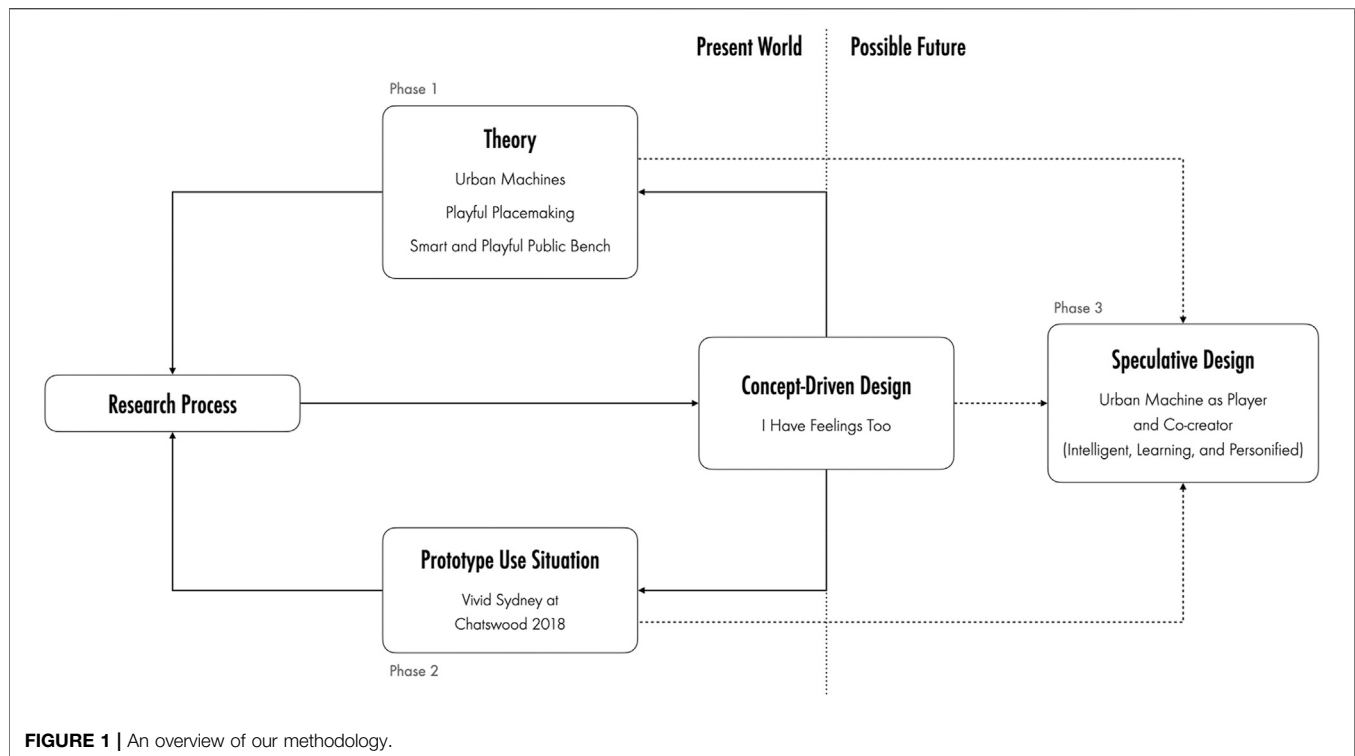 Present World
Possible Future
Phase 1
Theory
Urban Machines
Playful Placemaking
Smart and Playful Public Bench
Phase 3
Speculative Design
Urban Machine as Player
and Co-creator
(Intelligent, Learning, and Personified)
Concept-Driven Design
I Have Feelings Too
Research Process
Prototype Use Situation
Vivid Sydney at
Chatswood 2018
Phase 2
FIGURE 1 | An overview of our methodology.